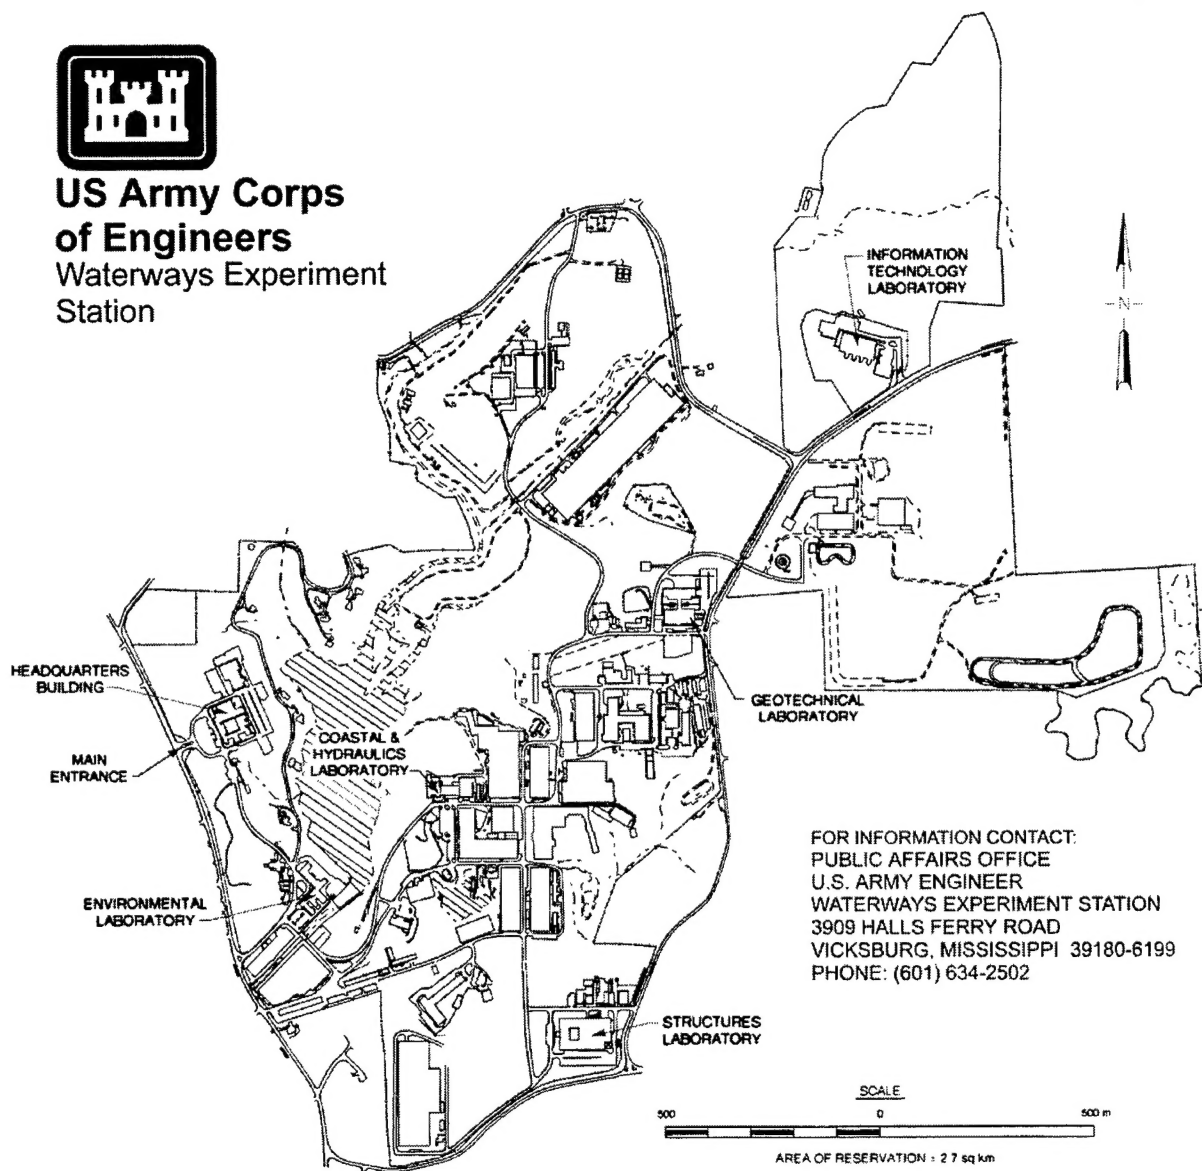 US Army Corps
of Engineers
Waterways Experiment
Station
INFORMATION
TECHNOLOGY
LABORATORY
N
HEADQUARTERS
BUILDING
MAIN
ENTRANCE
COASTAL &
HYDRAULICS
LABORATORY
GEOTECHNICAL
LABORATORY
ENVIRONMENTAL
LABORATORY
STRUCTURES
LABORATORY
FOR INFORMATION CONTACT:
PUBLIC AFFAIRS OFFICE
U.S. ARMY ENGINEER
WATERWAYS EXPERIMENT STATION
3909 HALLS FERRY ROAD
VICKSBURG, MISSISSIPPI 39180-6199
PHONE: (601) 634-2502
SCALE
500 0 500 m
AREA OF RESERVATION = 2.7 sq km